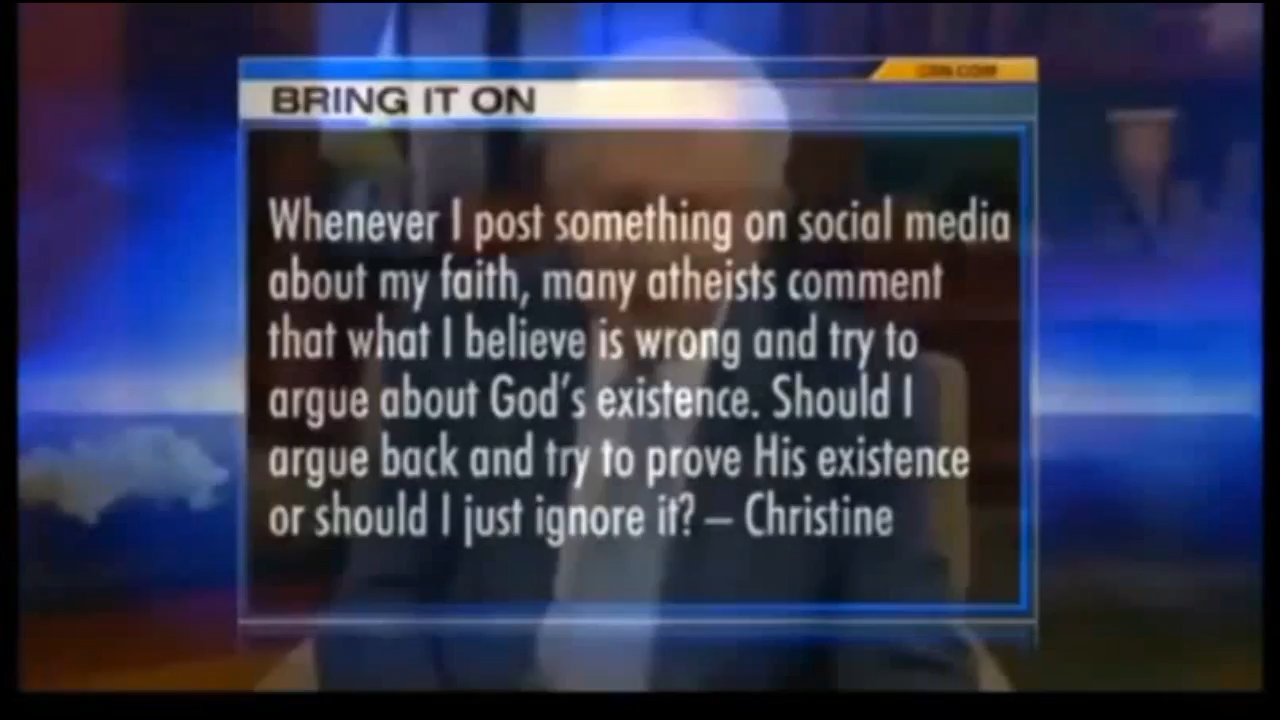 BRING IT ON
Whenever I post something on social media
about my faith, many atheists comment
that what I believe is wrong and try to
argue about God's existence. Should I
argue back and try to prove His existence
or should I just ignore it? – Christine